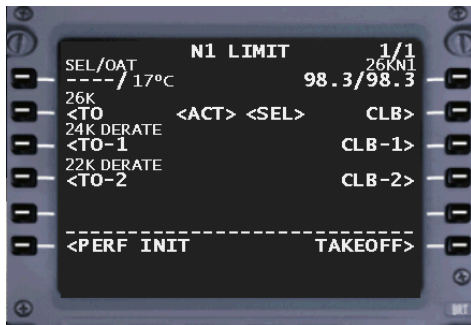 N1 LIMIT 1/1
SEL/OAT 26KN1
----/ 17°C 98.3/98.3
26K
<TO <ACT> <SEL> CLB>
24K DERATE
<TO-1 CLB-1>
22K DERATE
<TO-2 CLB-2>
------------------------
<PERF INIT TAKEOFF>
BRT